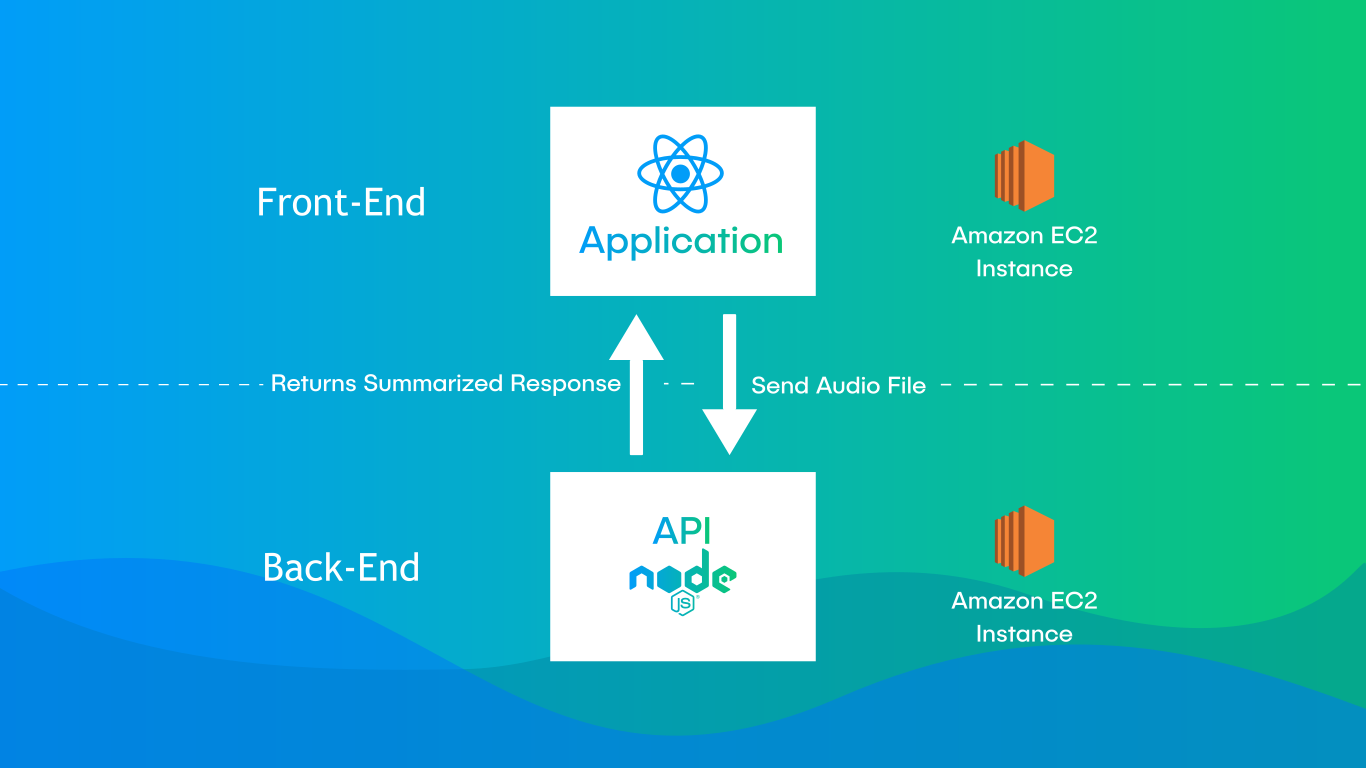 Front-End
Application
Amazon EC2
Instance
Returns Summarized Response
Send Audio File
Back-End
API
node
JS
Amazon EC2
Instance